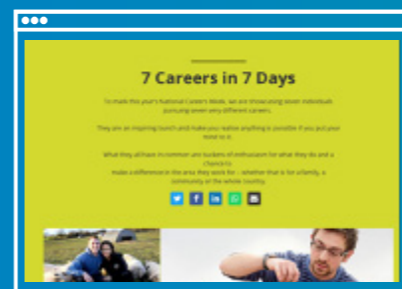 7 Careers in 7 Days
To mark this year's National Careers Week, we are showcasing seven individuals
pursuing seven very different careers.
They are an inspiring bunch and make you realise anything is possible if you put your
mind to it.
What they all have in common are buckets of enthusiasm for what they do and a
chance to
make a difference in the area they work for - whether that is for a family, a
community or the whole country.